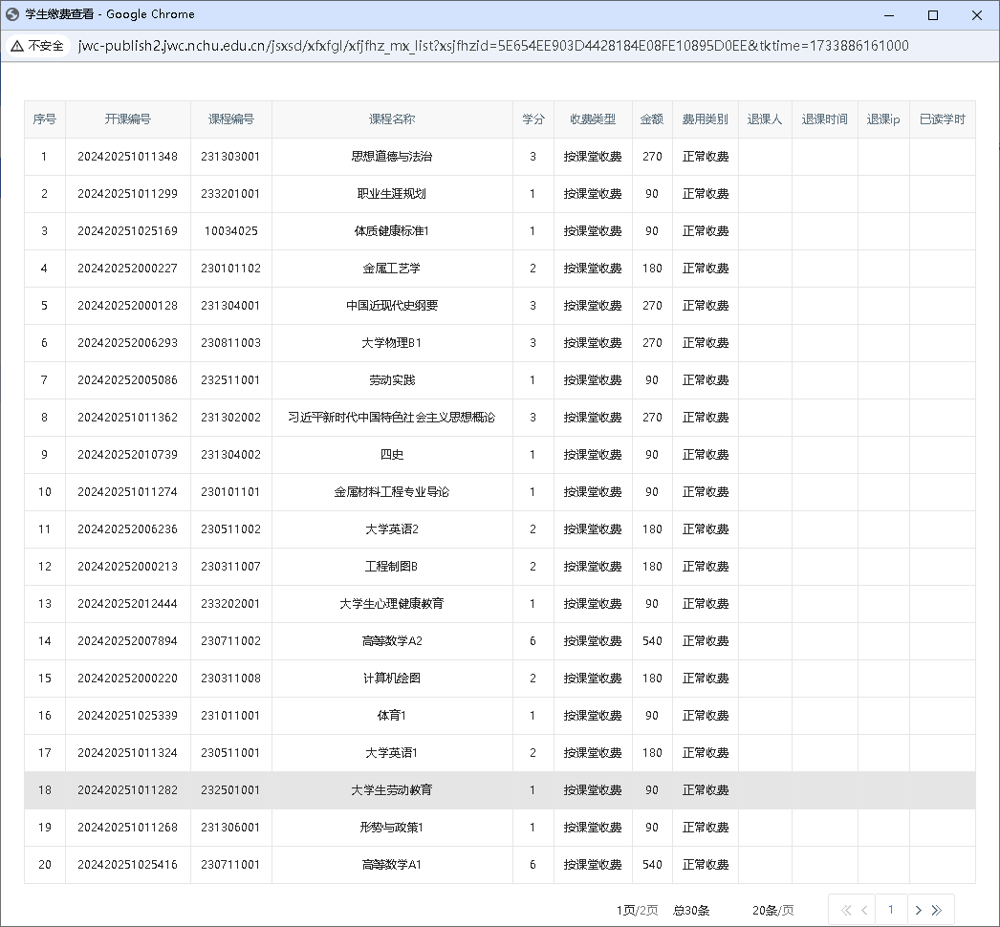 学生缴费查看 - Google Chrome
不安全 jwc-publish2.jwc.nchu.edu.cn/jsxsd/xfxfgl/xfjfhz_mx_list?xsjfhzid=5E654EE903D4428184E08FE10895D0EE&tktime=1733886161000
序号 开课编号 课程编号 课程名称 学分 收费类型 金额 费用类别 退课人 退课时间 退课ip 已读学时
1 202420251011348 231303001 思想道德与法治 3 按课堂收费 270 正常收费
2 202420251011299 233201001 职业生涯规划 1 按课堂收费 90 正常收费
3 202420251025169 10034025 体质健康标准1 1 按课堂收费 90 正常收费
4 202420252000227 230101102 金属工艺学 2 按课堂收费 180 正常收费
5 202420252000128 231304001 中国近现代史纲要 3 按课堂收费 270 正常收费
6 202420252006293 230811003 大学物理B1 3 按课堂收费 270 正常收费
7 202420252005086 232511001 劳动实践 1 按课堂收费 90 正常收费
8 202420251011362 231302002 习近平新时代中国特色社会主义思想概论 3 按课堂收费 270 正常收费
9 202420252010739 231304002 四史 1 按课堂收费 90 正常收费
10 202420251011274 230101101 金属材料工程专业导论 1 按课堂收费 90 正常收费
11 202420252006236 230511002 大学英语2 2 按课堂收费 180 正常收费
12 202420252000213 230311007 工程制图B 2 按课堂收费 180 正常收费
13 202420252012444 233202001 大学生心理健康教育 1 按课堂收费 90 正常收费
14 202420252007894 230711002 高等数学A2 6 按课堂收费 540 正常收费
15 202420252000220 230311008 计算机绘图 2 按课堂收费 180 正常收费
16 202420251025339 231011001 体育1 1 按课堂收费 90 正常收费
17 202420251011324 230511001 大学英语1 2 按课堂收费 180 正常收费
18 202420251011282 232501001 大学生劳动教育 1 按课堂收费 90 正常收费
19 202420251011268 231306001 形势与政策1 1 按课堂收费 90 正常收费
20 202420251025416 230711001 高等数学A1 6 按课堂收费 540 正常收费
1页/2页 总30条 20条/页 1